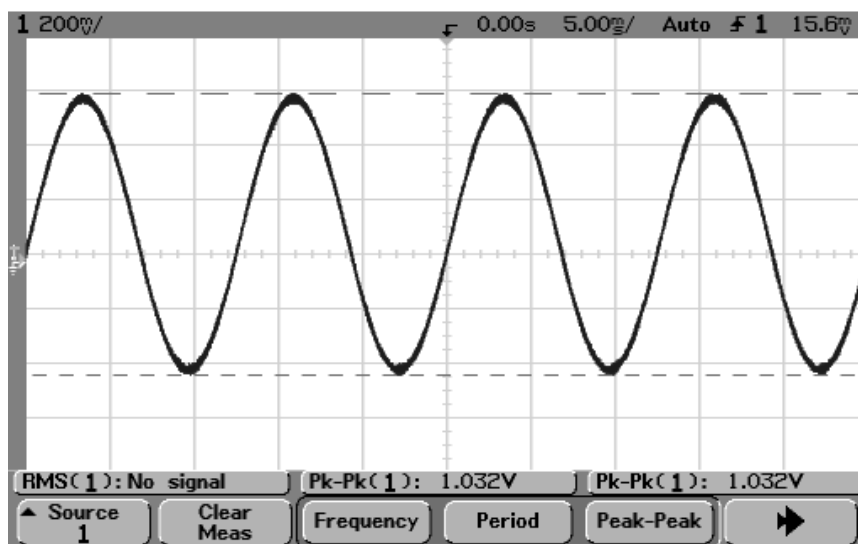 1 200mV/ 0.00s 5.00ms/ Auto 1 15.6mV
RMS(1): No signal Pk-Pk(1): 1.032V Pk-Pk(1): 1.032V
Source
1
Clear
Meas
Frequency
Period
Peak-Peak